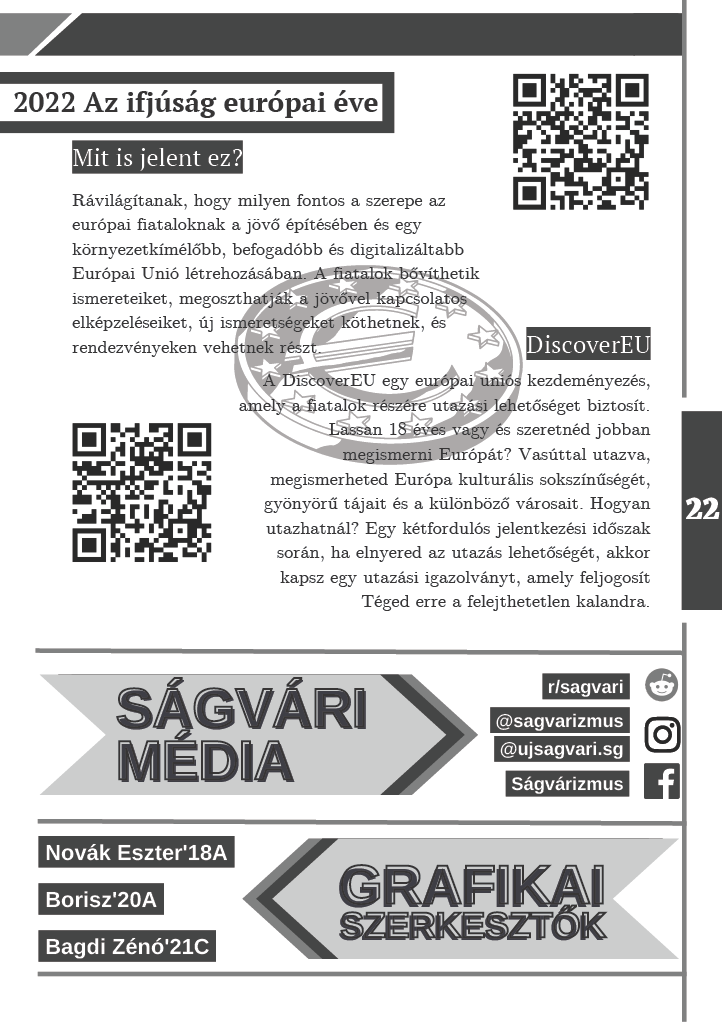 2022 Az ifjúság európai éve
Mit is jelent ez?
Rávilágítanak, hogy milyen fontos a szerepe az
európai fiataloknak a jövő építésében és egy
környezetkímélőbb, befogadóbb és digitalizáltabb
Európai Unió létrehozásában. A fiatalok bővíthetik
ismereteiket, megoszthatják a jövővel kapcsolatos
elképzeléseiket, új ismeretségeket köthetnek, és
rendezvényeken vehetnek részt.
DiscoverEU
A DiscoverEU egy európai uniós kezdeményezés,
amely a fiatalok részére utazási lehetőséget biztosít.
Lassan 18 éves vagy és szeretnéd jobban
megismerni Európát? Vasúttal utazva,
megismerheted Európa kulturális sokszínűségét,
gyönyörű tájait és a különböző városait. Hogyan
utazhatnál? Egy kétfordulós jelentkezési időszak
során, ha elnyered az utazás lehetőségét, akkor
kapsz egy utazási igazolványt, amely feljogosít
Téged erre a felejthetetlen kalandra.
22
SÁGVÁRI
MÉDIA
r/sagvari
@sagvarizmus
@ujsagvari.sg
Ságvárizmus
Novák Eszter'18A
Borisz'20A
Bagdi Zénó'21C
GRAFIKAI
SZERKESZTŐK